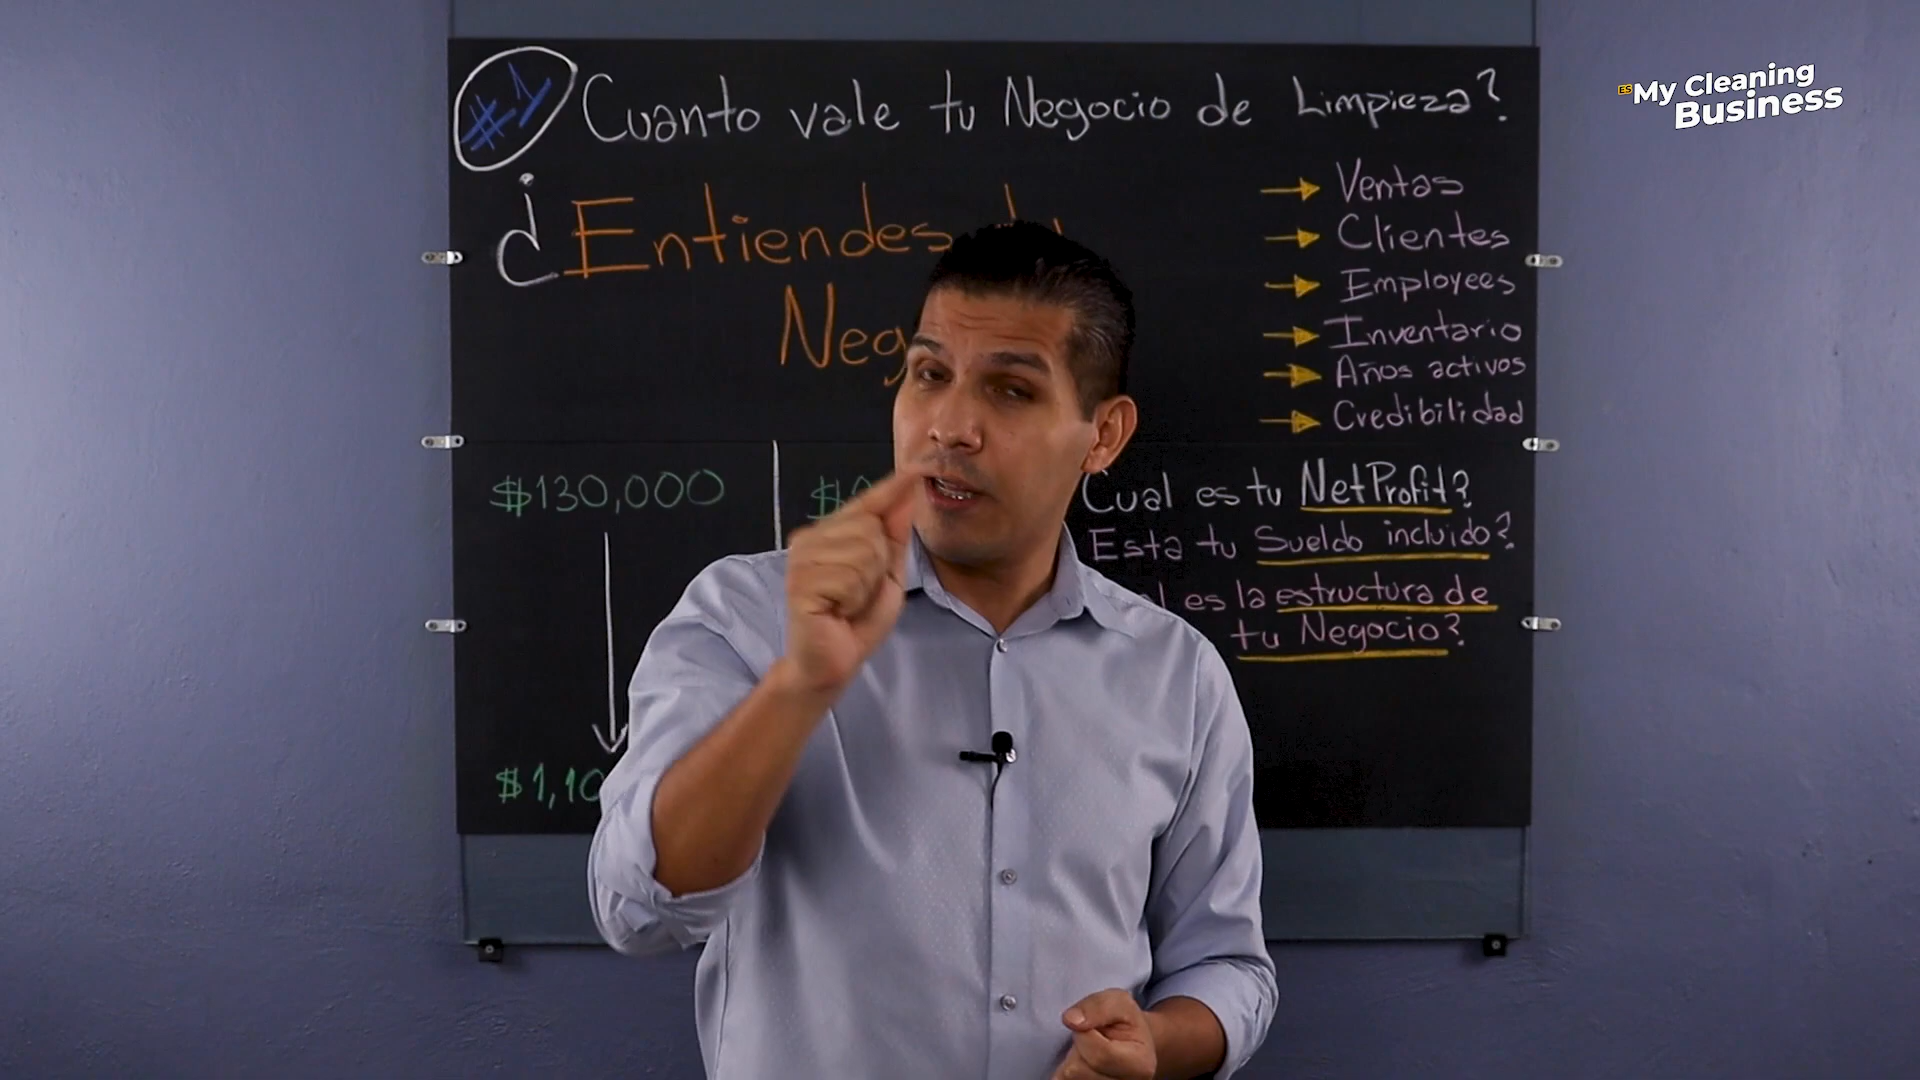 #1 Cuanto vale tu Negocio de Limpieza?
¿Entiendes tu
Neg
→ Ventas
→ Clientes
→ Employees
→ Inventario
→ Años activos
→ Credibilidad
$130,000
Cual es tu NetProfit?
Esta tu Sueldo incluido?
es la estructura de
tu Negocio?
$1,10
ES My Cleaning
Business